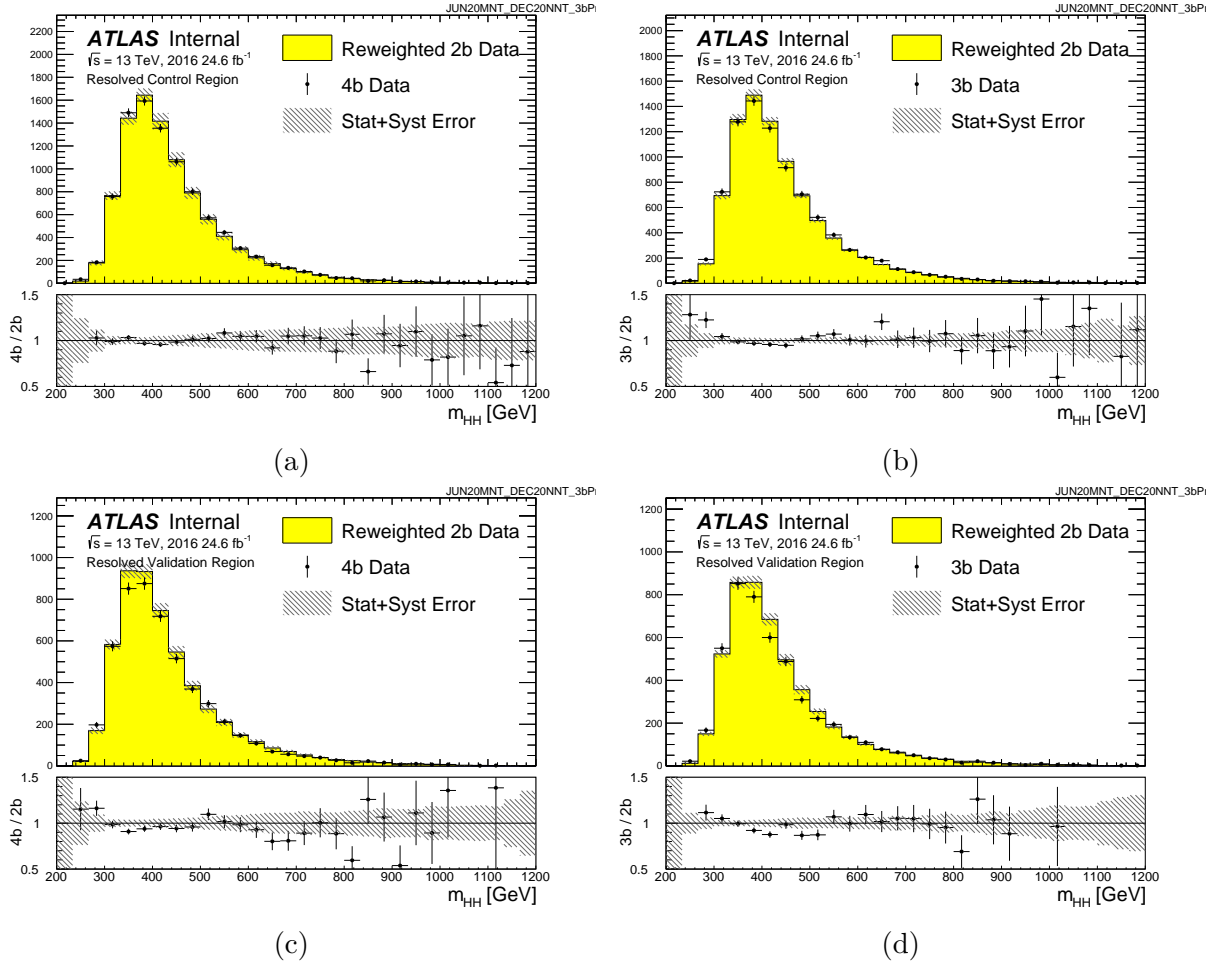 JUN20MNT_DEC20NNT_3bPr
2200
2000
1800
1600
1400
1200
1000
800
600
400
200
0
ATLAS Internal
√s = 13 TeV, 2016 24.6 fb-1
Resolved Control Region
Reweighted 2b Data
4b Data
Stat+Syst Error
1.5
1
0.5
4b / 2b
200 300 400 500 600 700 800 900 1000 1100 1200
mHH [GeV]
(a)
JUN20MNT_DEC20NNT_3bPr
2000
1800
1600
1400
1200
1000
800
600
400
200
0
ATLAS Internal
√s = 13 TeV, 2016 24.6 fb-1
Resolved Control Region
Reweighted 2b Data
3b Data
Stat+Syst Error
1.5
1
0.5
3b / 2b
200 300 400 500 600 700 800 900 1000 1100 1200
mHH [GeV]
(b)
JUN20MNT_DEC20NNT_3bPr
1200
1000
800
600
400
200
0
ATLAS Internal
√s = 13 TeV, 2016 24.6 fb-1
Resolved Validation Region
Reweighted 2b Data
4b Data
Stat+Syst Error
1.5
1
0.5
4b / 2b
200 300 400 500 600 700 800 900 1000 1100 1200
mHH [GeV]
(c)
JUN20MNT_DEC20NNT_3bPr
1200
1000
800
600
400
200
0
ATLAS Internal
√s = 13 TeV, 2016 24.6 fb-1
Resolved Validation Region
Reweighted 2b Data
3b Data
Stat+Syst Error
1.5
1
0.5
3b / 2b
200 300 400 500 600 700 800 900 1000 1100 1200
mHH [GeV]
(d)